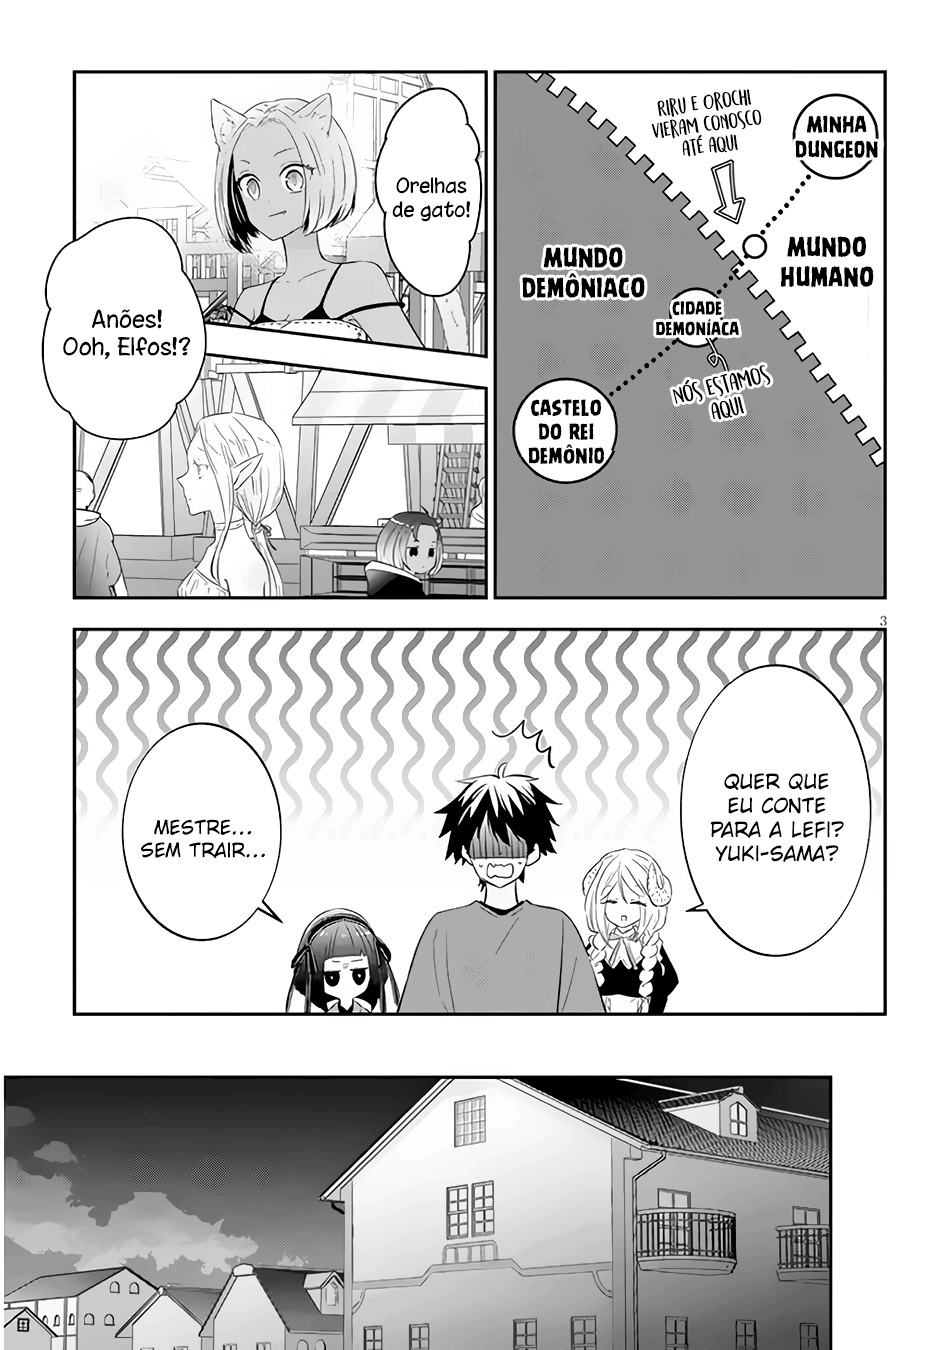 RIRU E OROCHI
VIERAM CONOSCO
ATÉ AQUI
MINHA
DUNGEON
MUNDO
HUMANO
MUNDO
DEMÔNIACO
CIDADE
DEMONÍACA
NÓS ESTAMOS
AQUI
CASTELO
DO REI
DEMÔNIO
Orelhas
de gato!
Anões!
Ooh, Elfos!?
3
QUER QUE
EU CONTE
PARA A LEFI?
YUKI-SAMA?
MESTRE...
SEM TRAIR...